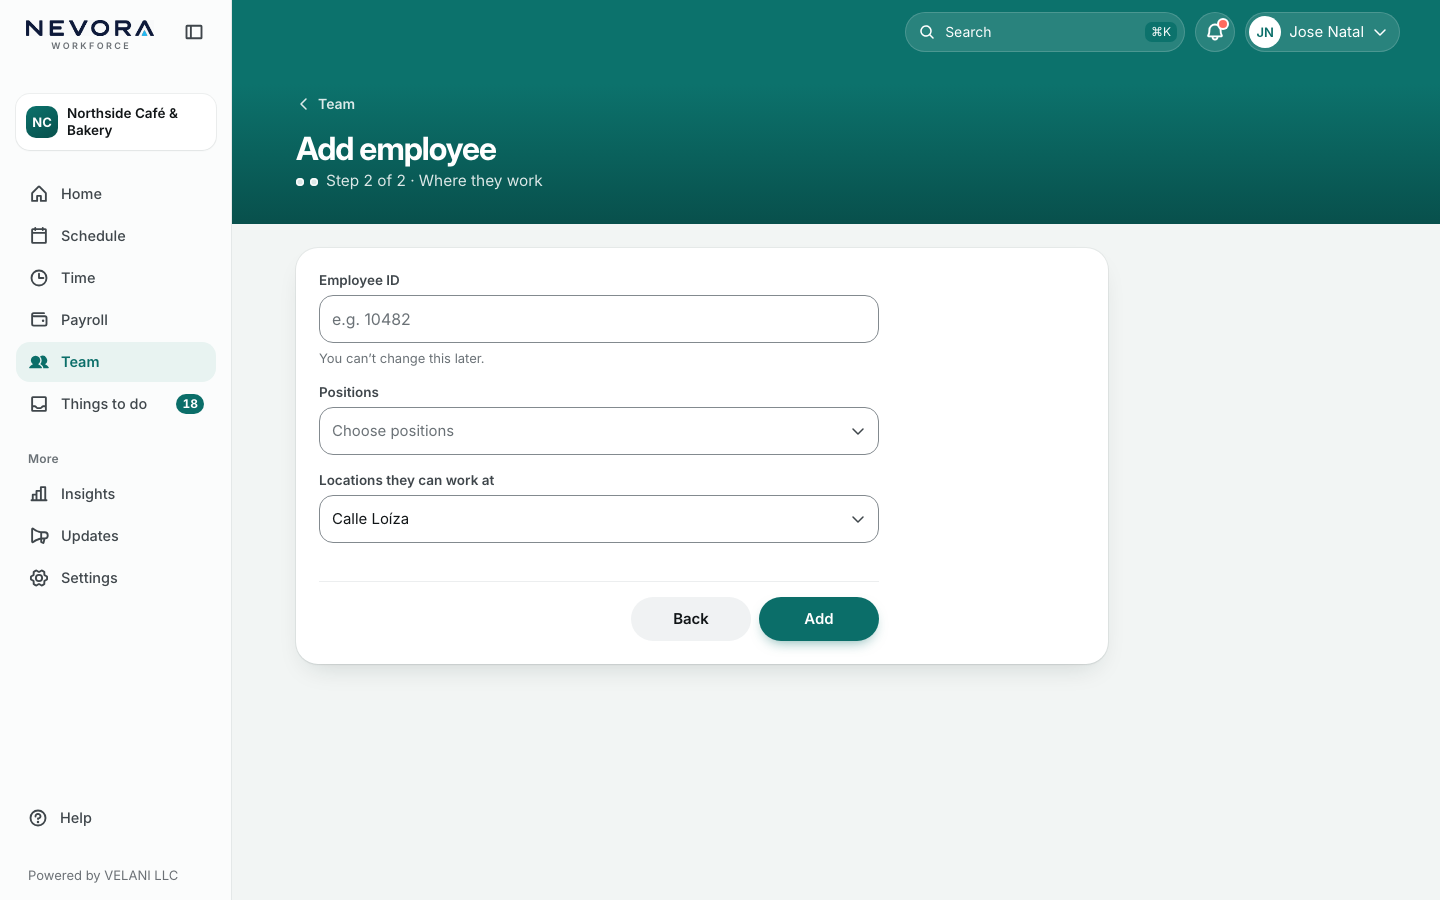 NEVORA
WORKFORCE
Search
⌘K
JN
Jose Natal
NC
Northside Café &
Bakery
Home
Schedule
Time
Payroll
Team
Things to do
18
More
Insights
Updates
Settings
Help
Powered by VELANI LLC
Team
Add employee
Step 2 of 2 · Where they work
Employee ID
e.g. 10482
You can’t change this later.
Positions
Choose positions
Locations they can work at
Calle Loíza
Back
Add